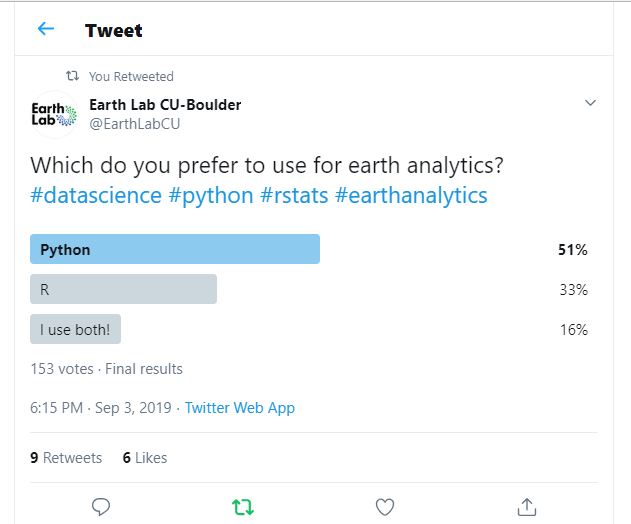 Tweet
You Retweeted
Earth
Lab
Earth Lab CU-Boulder
@EarthLabCU
Which do you prefer to use for earth analytics?
#datascience #python #rstats #earthanalytics
Python 51%
R 33%
I use both! 16%
153 votes · Final results
6:15 PM · Sep 3, 2019 · Twitter Web App
9 Retweets 6 Likes